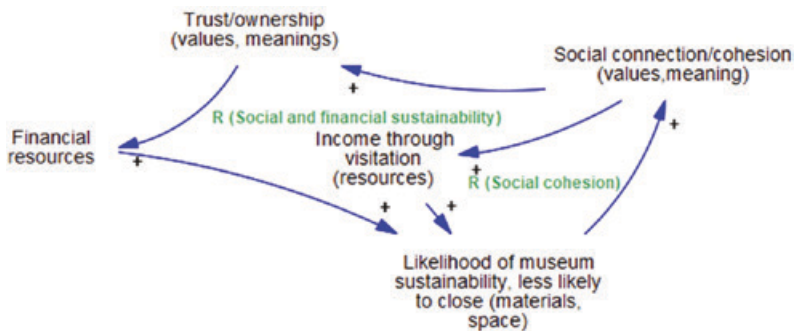 Trust/ownership
(values, meanings)
Social connection/cohesion
(values,meaning)
+
R (Social and financial sustainability)
+
Financial
resources
+
Income through
visitation
(resources)
+
R (Social cohesion)
+
+
Likelihood of museum
sustainability, less likely
to close (materials,
space)